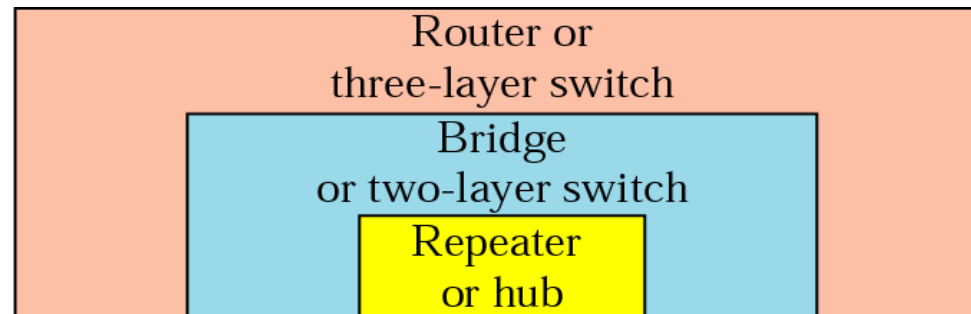 Router or
three-layer switch
Bridge
or two-layer switch
Repeater
or hub